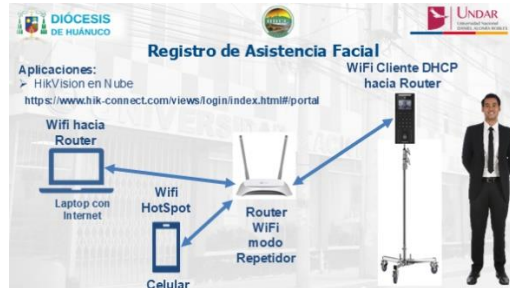 DIÓCESIS
DE HUÁNUCO
UNDAR
Registro de Asistencia Facial
Aplicaciones:
➢ HikVision en Nube
https://www.hik-connect.com/views/login/index.html#/portal
WiFi Cliente DHCP
hacia Router
Wifi hacia
Router
Laptop con
Internet
Wifi
HotSpot
Celular
Router
WiFi
modo
Repetidor